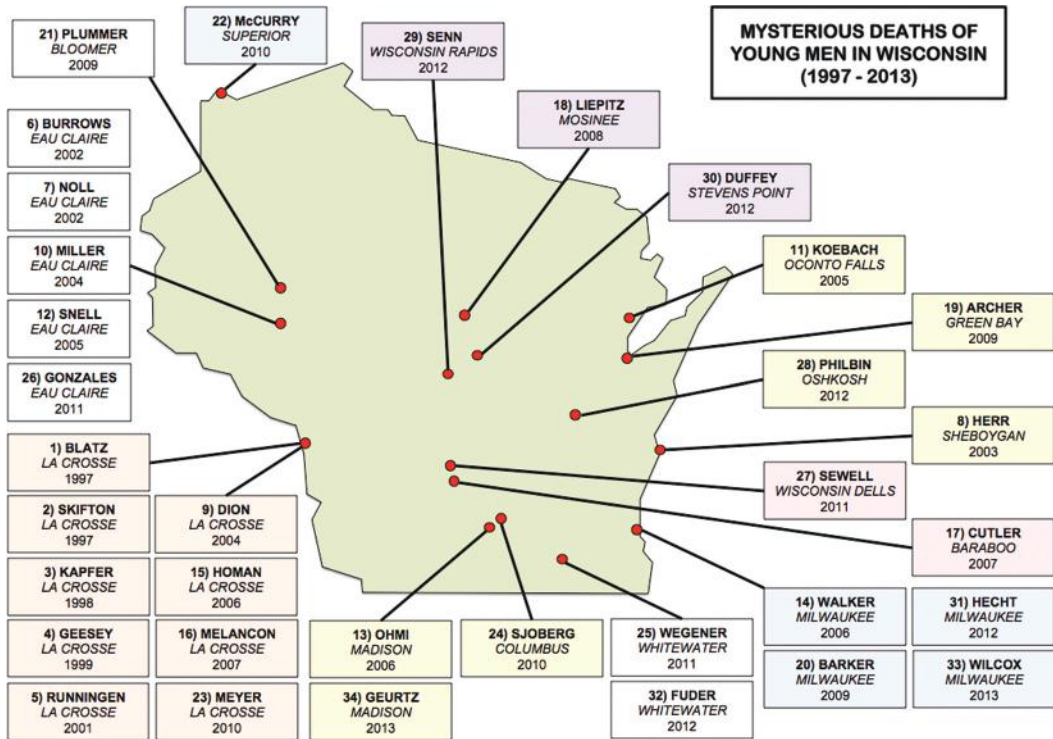 MYSTERIOUS DEATHS OF
YOUNG MEN IN WISCONSIN
(1997 - 2013)
21) PLUMMER
BLOOMER
2009
22) McCURRY
SUPERIOR
2010
29) SENN
WISCONSIN RAPIDS
2012
18) LIEPITZ
MOSINEE
2008
30) DUFFEY
STEVENS POINT
2012
6) BURROWS
EAU CLAIRE
2002
7) NOLL
EAU CLAIRE
2002
10) MILLER
EAU CLAIRE
2004
12) SNELL
EAU CLAIRE
2005
26) GONZALES
EAU CLAIRE
2011
11) KOEBACH
OCONTO FALLS
2005
19) ARCHER
GREEN BAY
2009
28) PHILBIN
OSHKOSH
2012
8) HERR
SHEBOYGAN
2003
27) SEWELL
WISCONSIN DELLS
2011
17) CUTLER
BARABOO
2007
1) BLATZ
LA CROSSE
1997
2) SKIFTON
LA CROSSE
1997
9) DION
LA CROSSE
2004
3) KAPFER
LA CROSSE
1998
15) HOMAN
LA CROSSE
2006
4) GEESEY
LA CROSSE
1999
16) MELANCON
LA CROSSE
2007
5) RUNNINGEN
LA CROSSE
2001
23) MEYER
LA CROSSE
2010
13) OHMI
MADISON
2006
34) GEURTZ
MADISON
2013
24) SJOBERG
COLUMBUS
2010
25) WEGENER
WHITEWATER
2011
32) FUDER
WHITEWATER
2012
14) WALKER
MILWAUKEE
2006
31) HECHT
MILWAUKEE
2012
20) BARKER
MILWAUKEE
2009
33) WILCOX
MILWAUKEE
2013